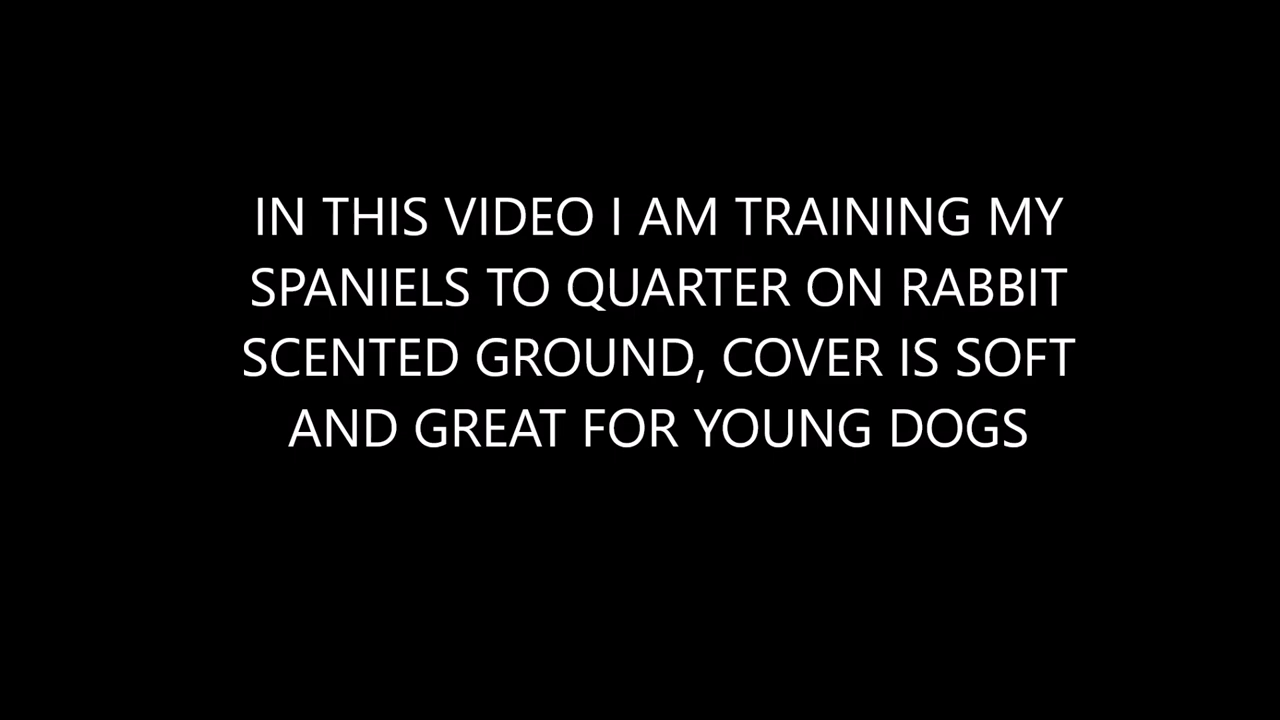 IN THIS VIDEO I AM TRAINING MY
SPANIELS TO QUARTER ON RABBIT
SCENTED GROUND, COVER IS SOFT
AND GREAT FOR YOUNG DOGS